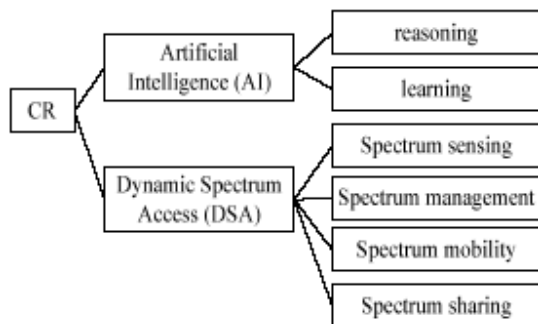 CR
Artificial
Intelligence (AI)
reasoning
learning
Dynamic Spectrum
Access (DSA)
Spectrum sensing
Spectrum management
Spectrum mobility
Spectrum sharing